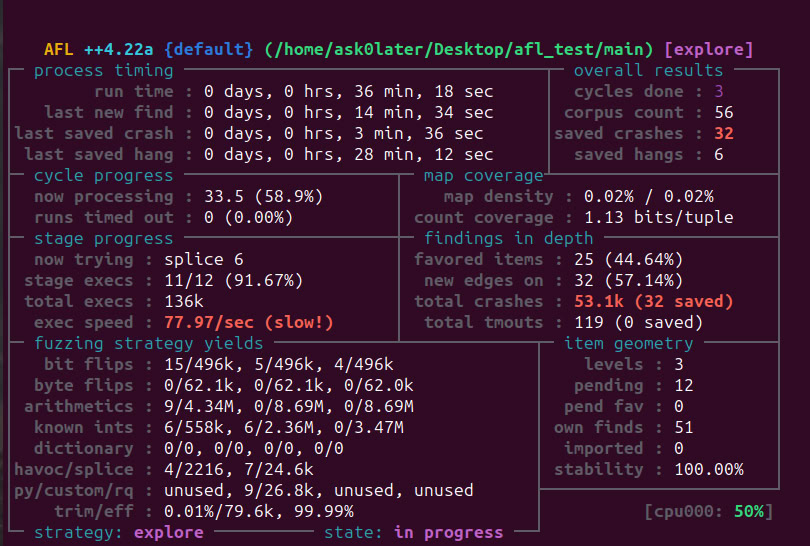 AFL ++4.22a {default} (/home/ask0later/Desktop/afl_test/main) [explore]
process timing overall results
run time : 0 days, 0 hrs, 36 min, 18 sec cycles done : 3
last new find : 0 days, 0 hrs, 14 min, 34 sec corpus count : 56
last saved crash : 0 days, 0 hrs, 3 min, 36 sec saved crashes : 32
last saved hang : 0 days, 0 hrs, 28 min, 12 sec saved hangs : 6
cycle progress map coverage
now processing : 33.5 (58.9%) map density : 0.02% / 0.02%
runs timed out : 0 (0.00%) count coverage : 1.13 bits/tuple
stage progress findings in depth
now trying : splice 6 favored items : 25 (44.64%)
stage execs : 11/12 (91.67%) new edges on : 32 (57.14%)
total execs : 136k total crashes : 53.1k (32 saved)
exec speed : 77.97/sec (slow!) total tmouts : 119 (0 saved)
fuzzing strategy yields item geometry
bit flips : 15/496k, 5/496k, 4/496k levels : 3
byte flips : 0/62.1k, 0/62.1k, 0/62.0k pending : 12
arithmetics : 9/4.34M, 0/8.69M, 0/8.69M pend fav : 0
known ints : 6/558k, 6/2.36M, 0/3.47M own finds : 51
dictionary : 0/0, 0/0, 0/0, 0/0 imported : 0
havoc/splice : 4/2216, 7/24.6k stability : 100.00%
py/custom/rq : unused, 9/26.8k, unused, unused
trim/eff : 0.01%/79.6k, 99.99% [cpu000: 50%]
strategy: explore state: in progress